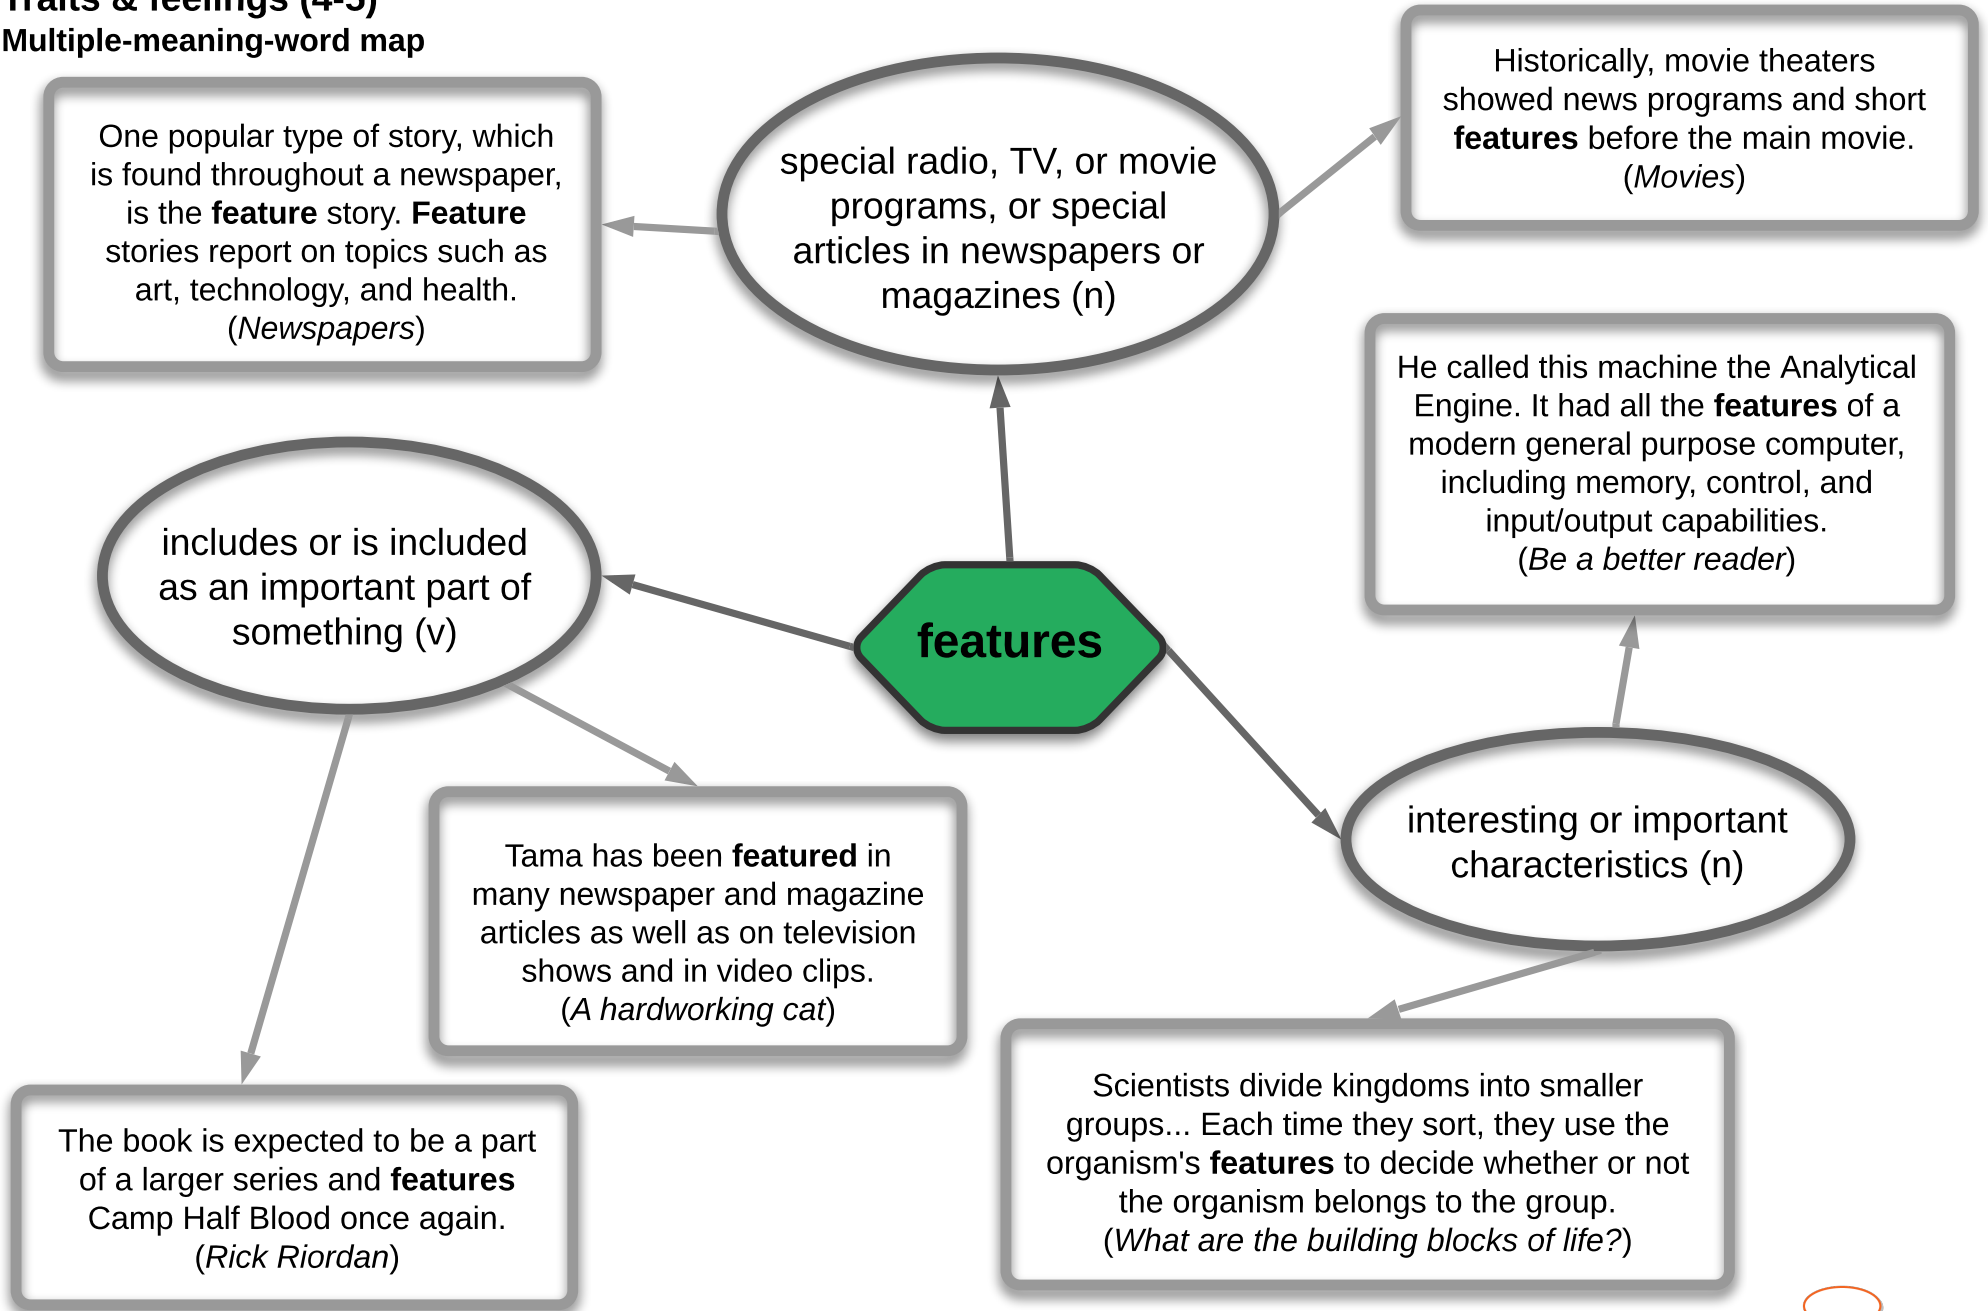 Traits & feelings (4-5)
Multiple-meaning-word map
One popular type of story, which
is found throughout a newspaper,
is the feature story. Feature
stories report on topics such as
art, technology, and health.
(Newspapers)
special radio, TV, or movie
programs, or special
articles in newspapers or
magazines (n)
Historically, movie theaters
showed news programs and short
features before the main movie.
(Movies)
He called this machine the Analytical
Engine. It had all the features of a
modern general purpose computer,
including memory, control, and
input/output capabilities.
(Be a better reader)
includes or is included
as an important part of
something (v)
features
interesting or important
characteristics (n)
Tama has been featured in
many newspaper and magazine
articles as well as on television
shows and in video clips.
(A hardworking cat)
The book is expected to be a part
of a larger series and features
Camp Half Blood once again.
(Rick Riordan)
Scientists divide kingdoms into smaller
groups... Each time they sort, they use the
organism's features to decide whether or not
the organism belongs to the group.
(What are the building blocks of life?)